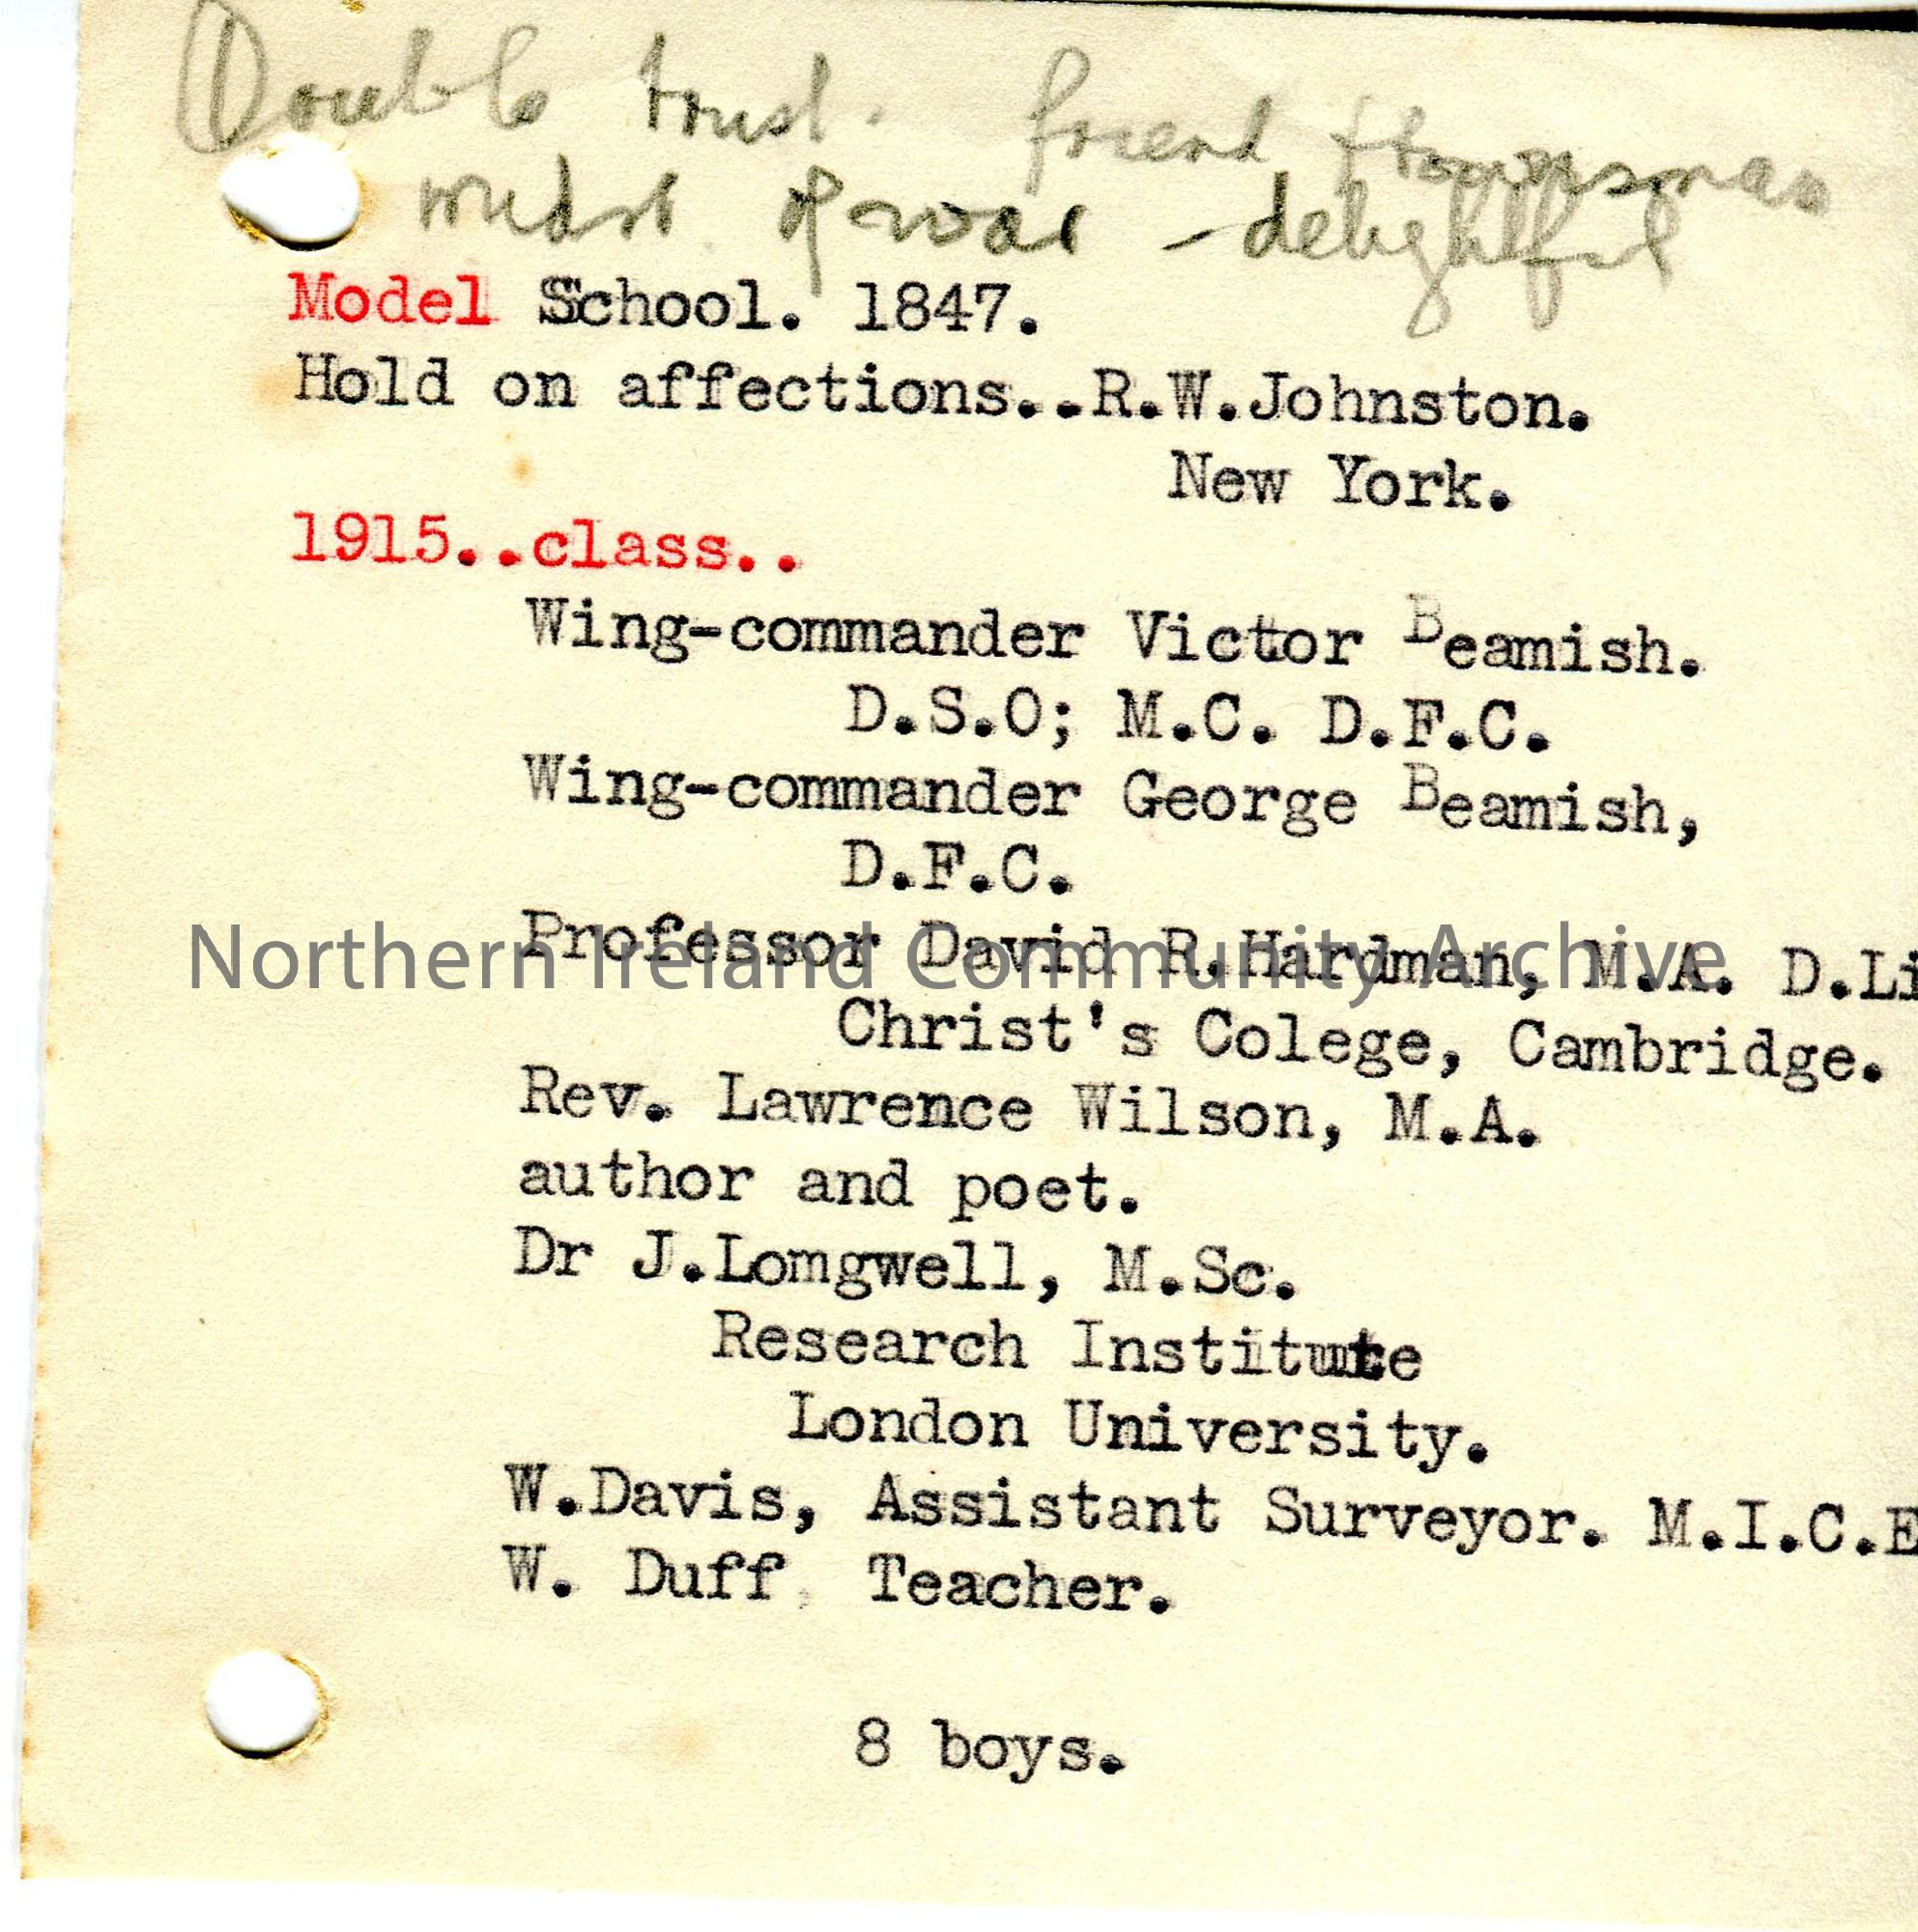 Double trust. friend & townsman
midst of war - delightful
Model School. 1847.
Hold on affections..R.W.Johnston.
New York.
1915..class..
Wing-commander Victor Beamish.
D.S.O; M.C. D.F.C.
Wing-commander George Beamish,
D.F.C.
Professor David R.Hardman, M.A. D.Li
Northern Ireland Community Archive
Christ's Colege, Cambridge.
Rev. Lawrence Wilson, M.A.
author and poet.
Dr J.Lomgwell, M.Sc.
Research Institute
London University.
W.Davis, Assistant Surveyor. M.I.C.E
W. Duff, Teacher.
8 boys.